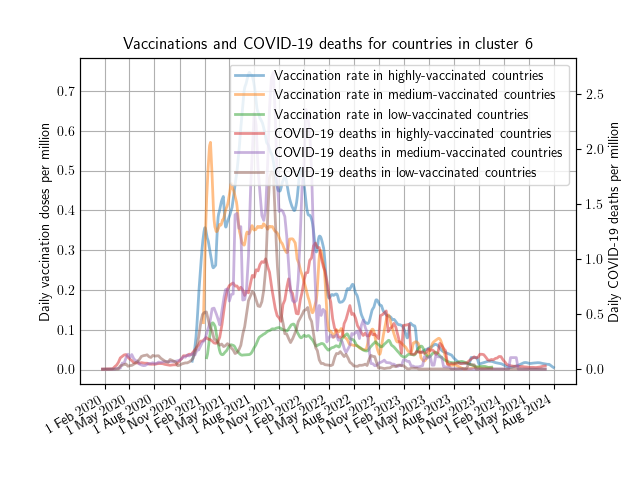 Vaccinations and COVID-19 deaths for countries in cluster 6
Vaccination rate in highly-vaccinated countries
Vaccination rate in medium-vaccinated countries
Vaccination rate in low-vaccinated countries
COVID-19 deaths in highly-vaccinated countries
COVID-19 deaths in medium-vaccinated countries
COVID-19 deaths in low-vaccinated countries
Daily vaccination doses per million
0.7
0.6
0.5
0.4
0.3
0.2
0.1
0.0
Daily COVID-19 deaths per million
2.5
2.0
1.5
1.0
0.5
0.0
1 Feb 2020
1 May 2020
1 Aug 2020
1 Nov 2020
1 Feb 2021
1 May 2021
1 Aug 2021
1 Nov 2021
1 Feb 2022
1 May 2022
1 Aug 2022
1 Nov 2022
1 Feb 2023
1 May 2023
1 Aug 2023
1 Nov 2023
1 Feb 2024
1 May 2024
1 Aug 2024